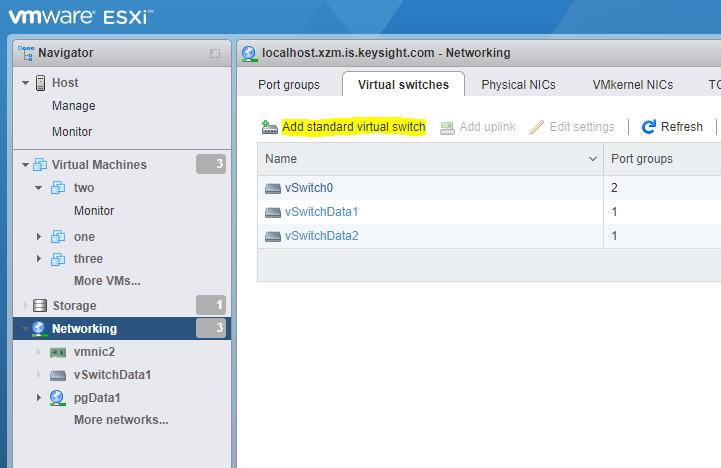 vmware ESXi™
Navigator
Host
Manage
Monitor
Virtual Machines 3
two
Monitor
one
three
More VMs...
Storage 1
Networking 3
vmnic2
vSwitchData1
pgData1
More networks...
localhost.xzm.is.keysight.com - Networking
Port groups Virtual switches Physical NICs VMkernel NICs
Add standard virtual switch Add uplink Edit settings Refresh
Name Port groups
vSwitch0 2
vSwitchData1 1
vSwitchData2 1